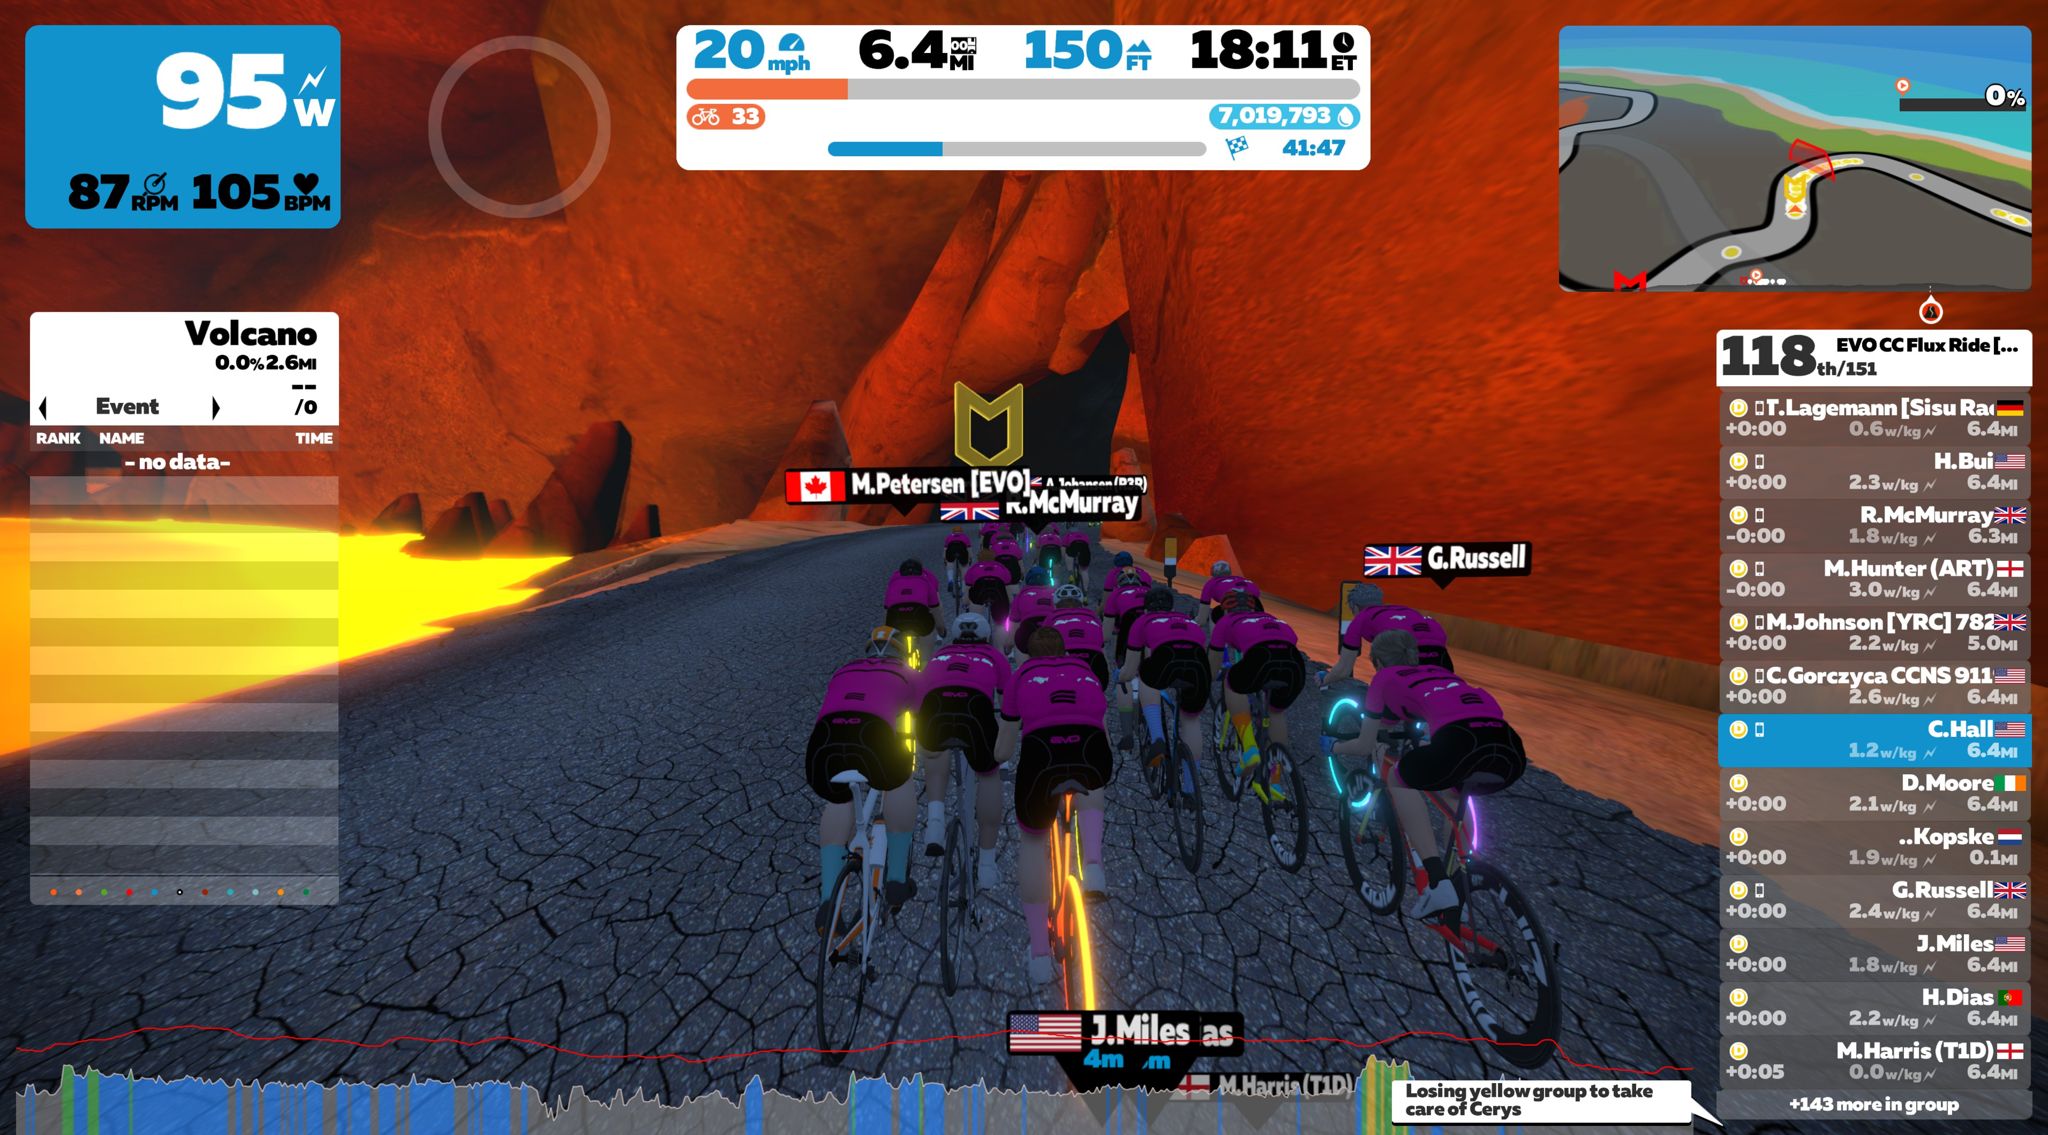 95 W
87 RPM 105 BPM
20 mph 6.4 MI 150 FT 18:11 ET
33 7,019,793
41:47
0%
Volcano
0.0% 2.6MI
--
Event /0
RANK NAME TIME
- no data-
118th/151 EVO CC Flux Ride [...
D T.Lagemann [Sisu Ra
+0:00 0.6w/kg 6.4MI
D H.Bui
+0:00 2.3w/kg 6.4MI
D R.McMurray
-0:00 1.8w/kg 6.3MI
D M.Hunter (ART)
-0:00 3.0w/kg 6.4MI
D M.Johnson [YRC] 782
+0:00 2.2w/kg 5.0MI
D C.Gorczyca CCNS 911
+0:00 2.6w/kg 6.4MI
D C.Hall
1.2w/kg 6.4MI
D D.Moore
+0:00 2.1w/kg 6.4MI
D ..Kopske
+0:00 1.9w/kg 0.1MI
D G.Russell
+0:00 2.4w/kg 6.4MI
D J.Miles
+0:00 1.8w/kg 6.4MI
D H.Dias
+0:00 2.2w/kg 6.4MI
D M.Harris (T1D)
+0:05 0.0w/kg 6.4MI
+143 more in group
M.Petersen [EVO]
R.McMurray
G.Russell
EVO
EVO
EVO
J.Miles as
4m m
M.Harris (T1D)
Losing yellow group to take
care of Cerys